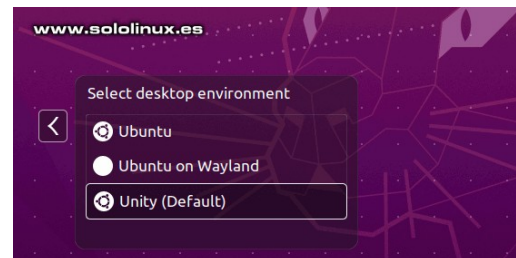 www.sololinux.es
Select desktop environment
Ubuntu
Ubuntu on Wayland
Unity (Default)